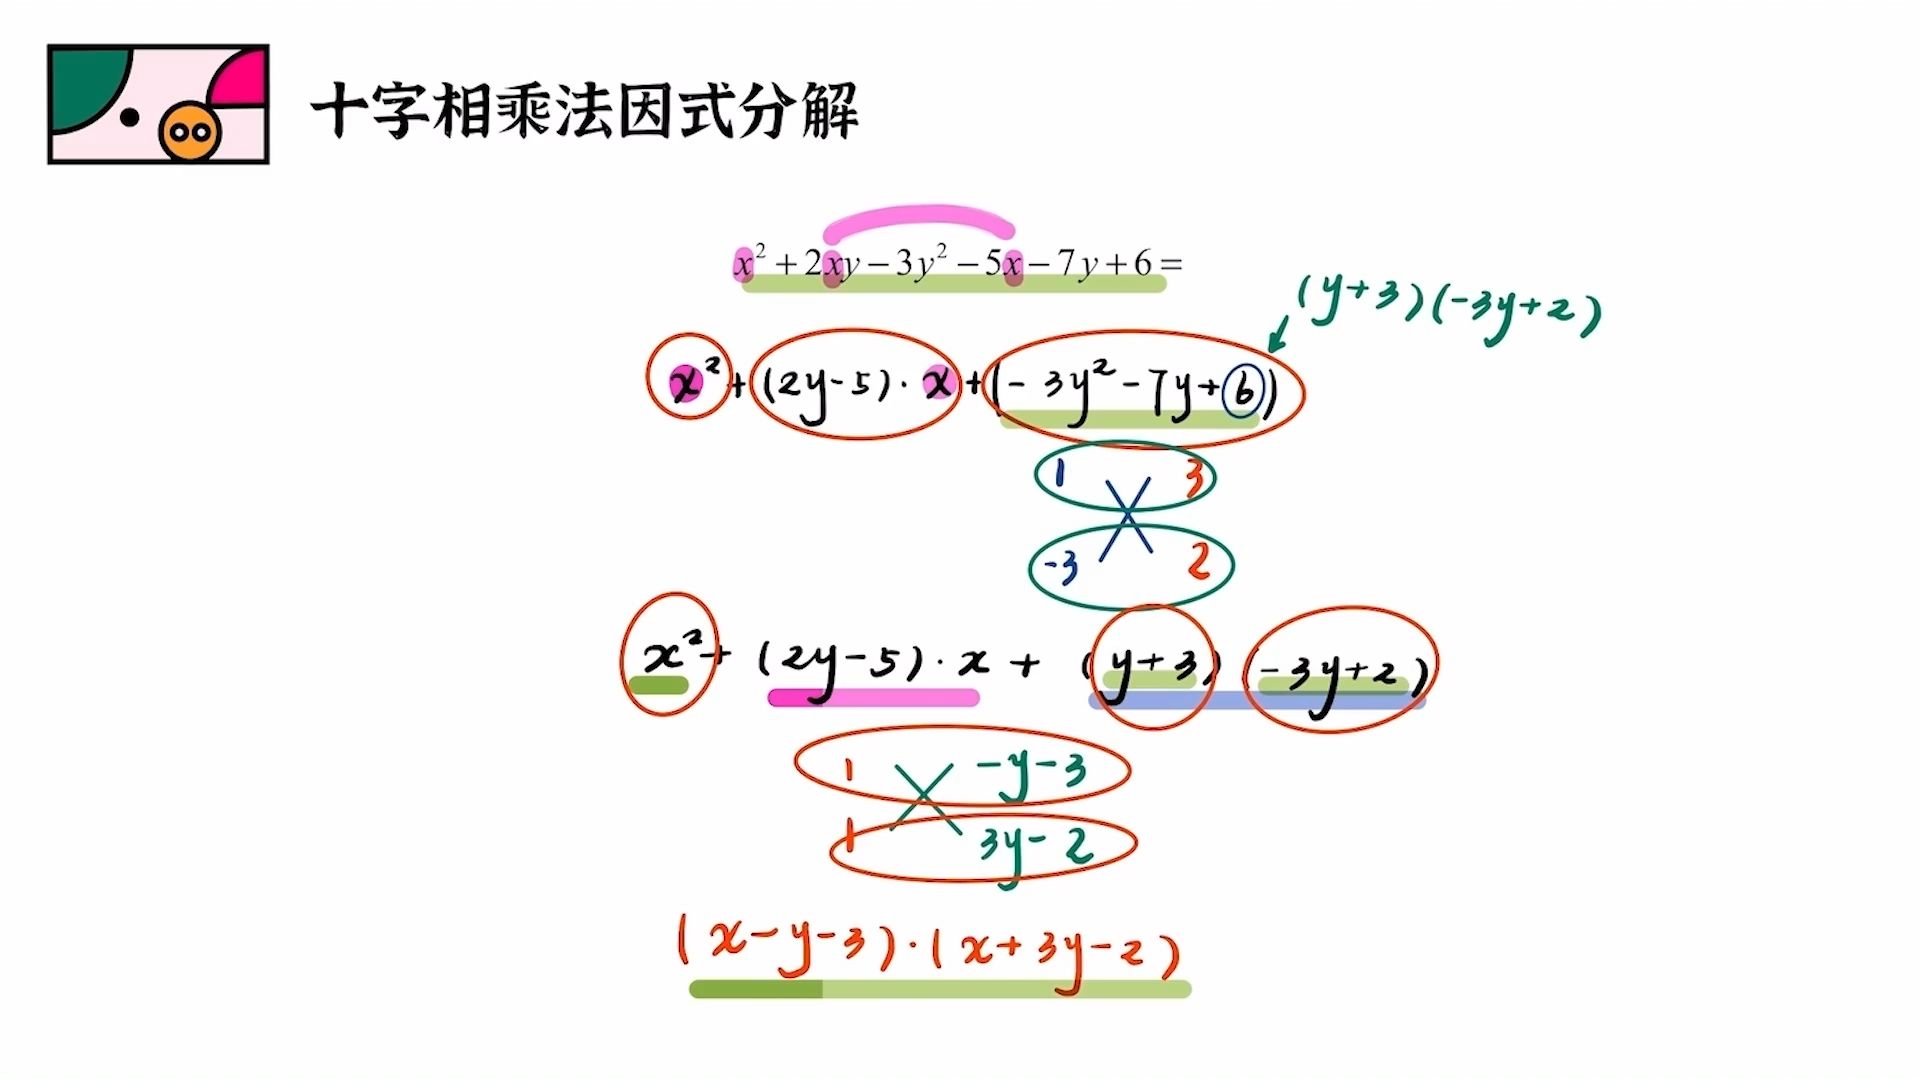 十字相乘法因式分解
x² + 2xy − 3y² − 5x − 7y + 6 =
(y+3)(-3y+2)
x² + (2y-5)·x + (-3y²-7y+6)
1 3
-3 2
x² + (2y-5)·x + (y+3)(-3y+2)
1 -y-3
1 3y-2
(x-y-3)·(x+3y-2)